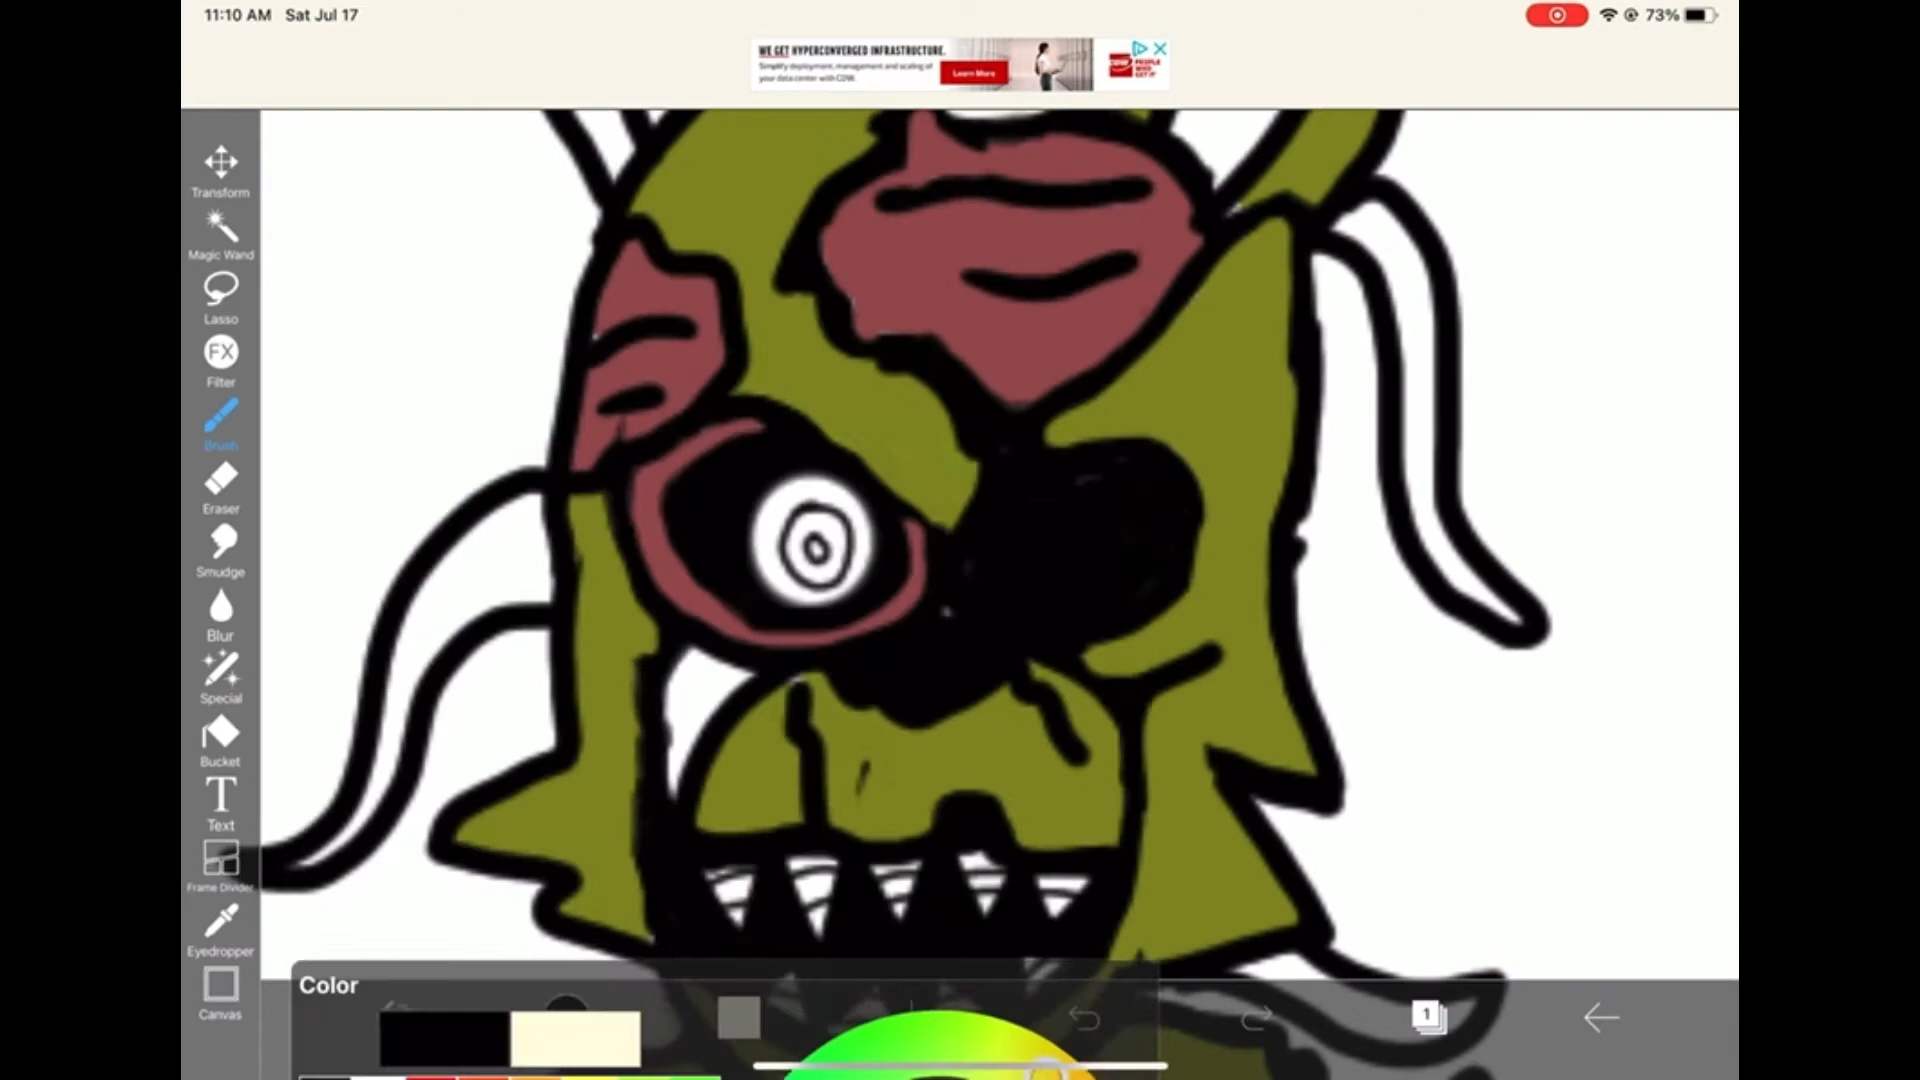 11:10 AM Sat Jul 17
73%
WE GET HYPERCONVERGED INFRASTRUCTURE.
Simplify deployment, management and scaling of
your data center with CDW.
Learn More
CDW
PEOPLE
WHO
GET IT
Transform
Magic Wand
Lasso
FX
Filter
Brush
Eraser
Smudge
Blur
Special
Bucket
T
Text
Frame Divider
Eyedropper
Canvas
Color
1